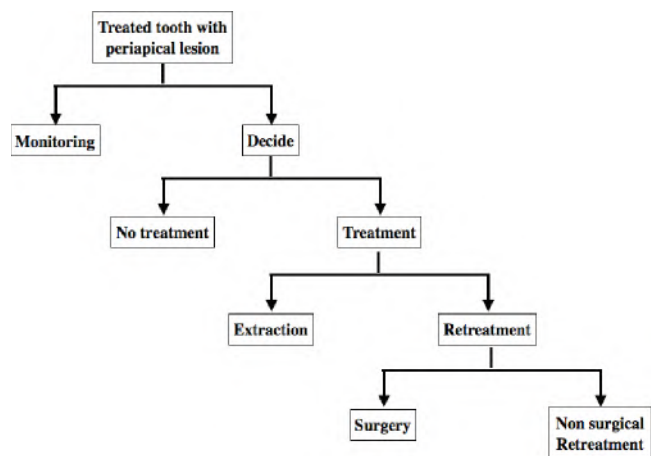 Treated tooth with
periapical lesion
Monitoring
Decide
No treatment
Treatment
Extraction
Retreatment
Surgery
Non surgical
Retreatment